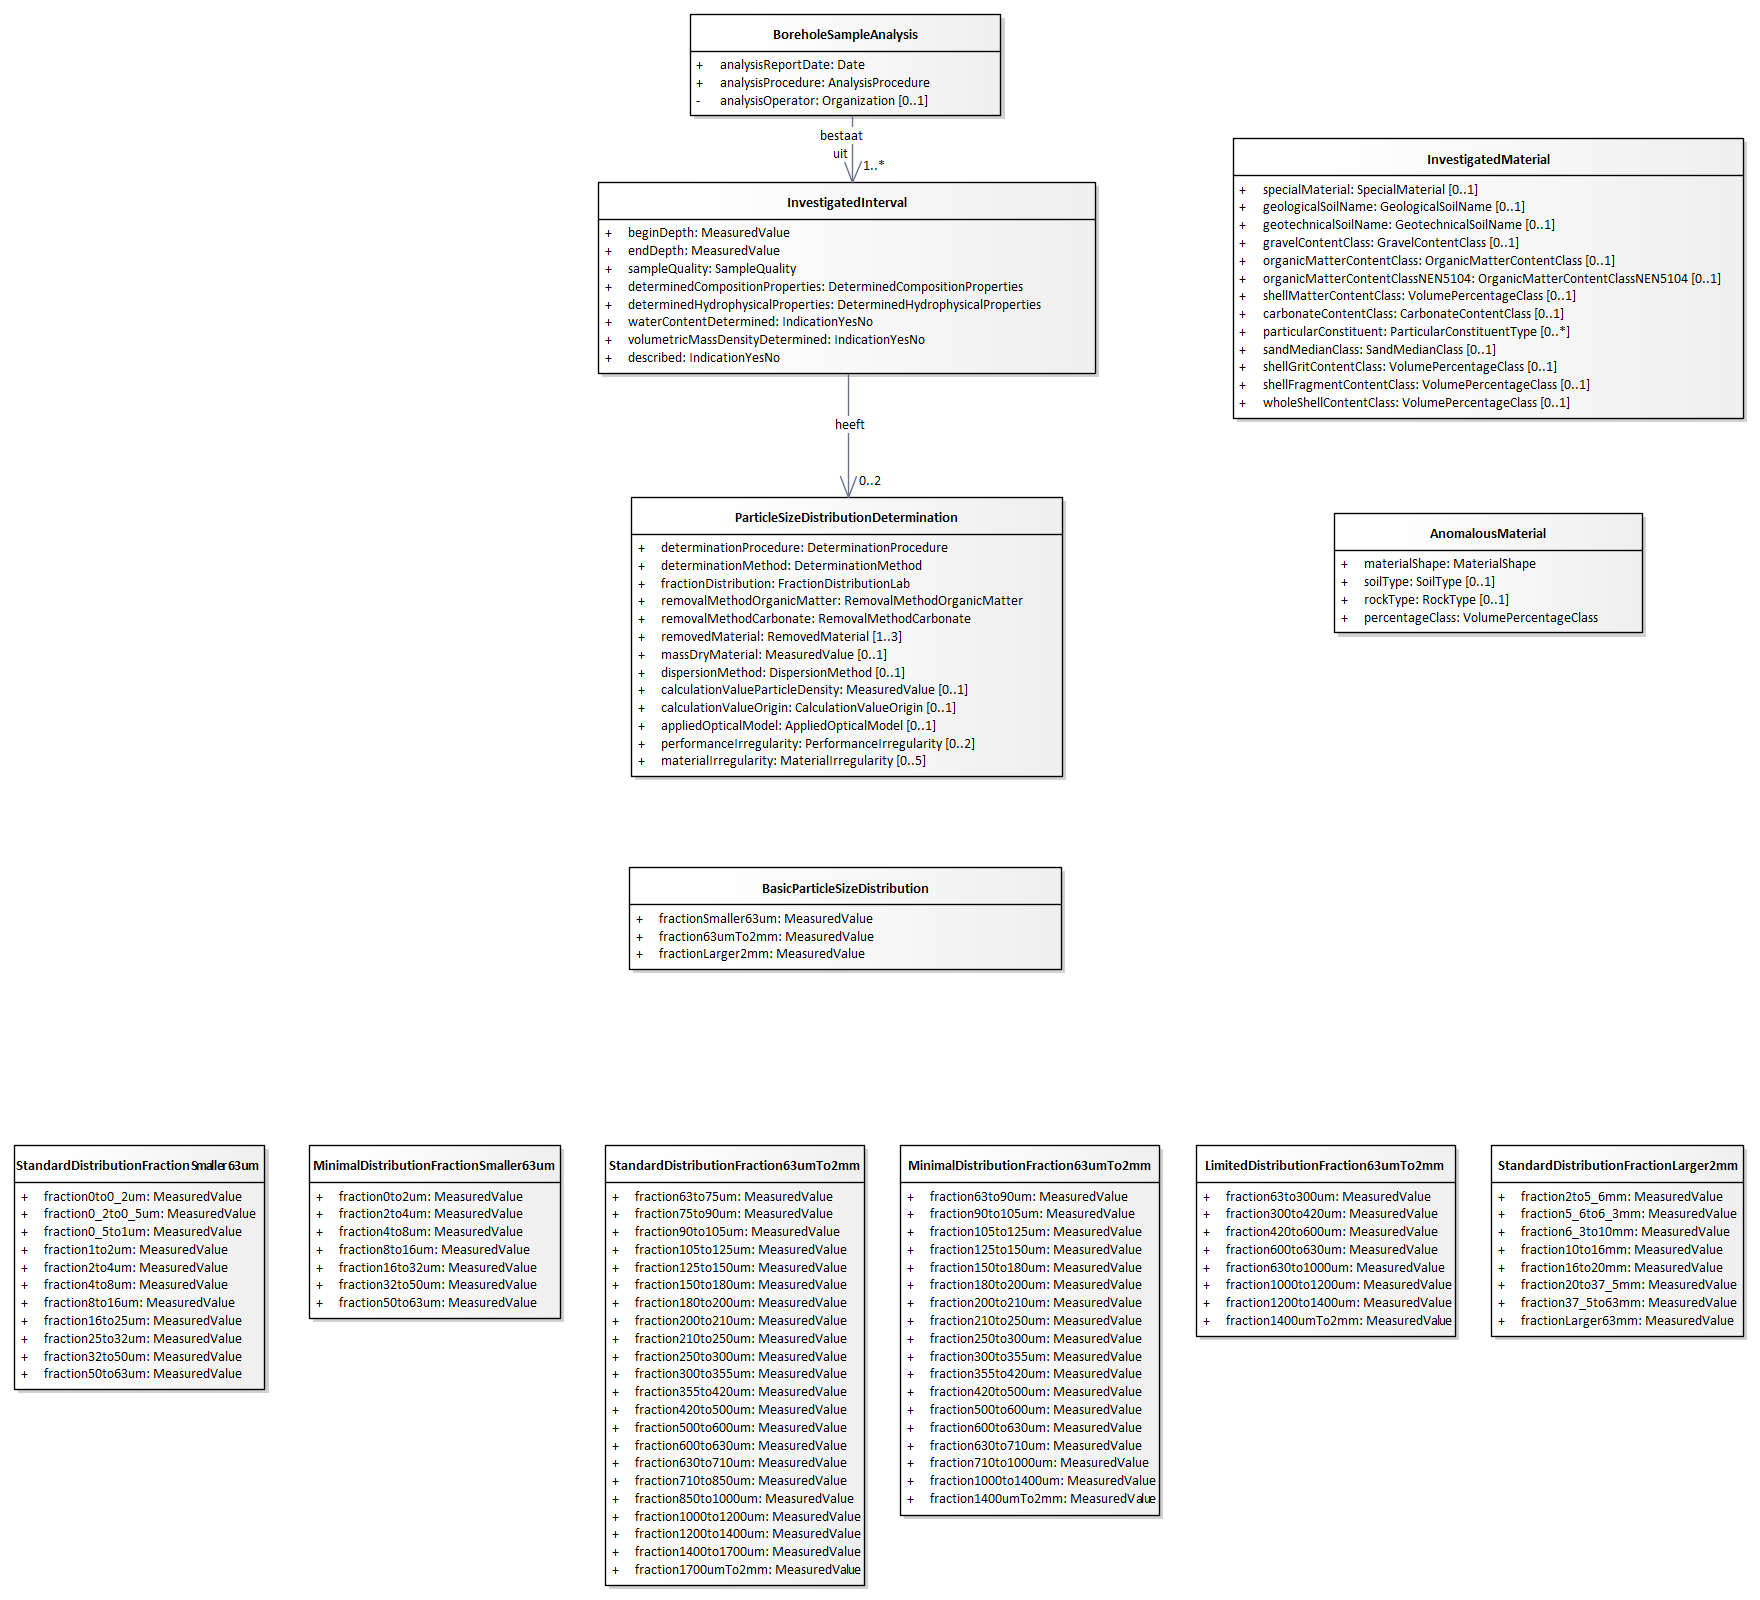 BoreholeSampleAnalysis
+ analysisReportDate: Date
+ analysisProcedure: AnalysisProcedure
- analysisOperator: Organization [0..1]
bestaat
uit
1..*
InvestigatedInterval
+ beginDepth: MeasuredValue
+ endDepth: MeasuredValue
+ sampleQuality: SampleQuality
+ determinedCompositionProperties: DeterminedCompositionProperties
+ determinedHydrophysicalProperties: DeterminedHydrophysicalProperties
+ waterContentDetermined: IndicationYesNo
+ volumetricMassDensityDetermined: IndicationYesNo
+ described: IndicationYesNo
InvestigatedMaterial
+ specialMaterial: SpecialMaterial [0..1]
+ geologicalSoilName: GeologicalSoilName [0..1]
+ geotechnicalSoilName: GeotechnicalSoilName [0..1]
+ gravelContentClass: GravelContentClass [0..1]
+ organicMatterContentClass: OrganicMatterContentClass [0..1]
+ organicMatterContentClassNEN5104: OrganicMatterContentClassNEN5104 [0..1]
+ shellMatterContentClass: VolumePercentageClass [0..1]
+ carbonateContentClass: CarbonateContentClass [0..1]
+ particularConstituent: ParticularConstituentType [0..*]
+ sandMedianClass: SandMedianClass [0..1]
+ shellGritContentClass: VolumePercentageClass [0..1]
+ shellFragmentContentClass: VolumePercentageClass [0..1]
+ wholeShellContentClass: VolumePercentageClass [0..1]
heeft
0..2
ParticleSizeDistributionDetermination
+ determinationProcedure: DeterminationProcedure
+ determinationMethod: DeterminationMethod
+ fractionDistribution: FractionDistributionLab
+ removalMethodOrganicMatter: RemovalMethodOrganicMatter
+ removalMethodCarbonate: RemovalMethodCarbonate
+ removedMaterial: RemovedMaterial [1..3]
+ massDryMaterial: MeasuredValue [0..1]
+ dispersionMethod: DispersionMethod [0..1]
+ calculationValueParticleDensity: MeasuredValue [0..1]
+ calculationValueOrigin: CalculationValueOrigin [0..1]
+ appliedOpticalModel: AppliedOpticalModel [0..1]
+ performanceIrregularity: PerformanceIrregularity [0..2]
+ materialIrregularity: MaterialIrregularity [0..5]
AnomalousMaterial
+ materialShape: MaterialShape
+ soilType: SoilType [0..1]
+ rockType: RockType [0..1]
+ percentageClass: VolumePercentageClass
BasicParticleSizeDistribution
+ fractionSmaller63um: MeasuredValue
+ fraction63umTo2mm: MeasuredValue
+ fractionLarger2mm: MeasuredValue
StandardDistributionFractionSmaller63um
+ fraction0to0_2um: MeasuredValue
+ fraction0_2to0_5um: MeasuredValue
+ fraction0_5to1um: MeasuredValue
+ fraction1to2um: MeasuredValue
+ fraction2to4um: MeasuredValue
+ fraction4to8um: MeasuredValue
+ fraction8to16um: MeasuredValue
+ fraction16to25um: MeasuredValue
+ fraction25to32um: MeasuredValue
+ fraction32to50um: MeasuredValue
+ fraction50to63um: MeasuredValue
MinimalDistributionFractionSmaller63um
+ fraction0to2um: MeasuredValue
+ fraction2to4um: MeasuredValue
+ fraction4to8um: MeasuredValue
+ fraction8to16um: MeasuredValue
+ fraction16to32um: MeasuredValue
+ fraction32to50um: MeasuredValue
+ fraction50to63um: MeasuredValue
StandardDistributionFraction63umTo2mm
+ fraction63to75um: MeasuredValue
+ fraction75to90um: MeasuredValue
+ fraction90to105um: MeasuredValue
+ fraction105to125um: MeasuredValue
+ fraction125to150um: MeasuredValue
+ fraction150to180um: MeasuredValue
+ fraction180to200um: MeasuredValue
+ fraction200to210um: MeasuredValue
+ fraction210to250um: MeasuredValue
+ fraction250to300um: MeasuredValue
+ fraction300to355um: MeasuredValue
+ fraction355to420um: MeasuredValue
+ fraction420to500um: MeasuredValue
+ fraction500to600um: MeasuredValue
+ fraction600to630um: MeasuredValue
+ fraction630to710um: MeasuredValue
+ fraction710to850um: MeasuredValue
+ fraction850to1000um: MeasuredValue
+ fraction1000to1200um: MeasuredValue
+ fraction1200to1400um: MeasuredValue
+ fraction1400to1700um: MeasuredValue
+ fraction1700umTo2mm: MeasuredValue
MinimalDistributionFraction63umTo2mm
+ fraction63to90um: MeasuredValue
+ fraction90to105um: MeasuredValue
+ fraction105to125um: MeasuredValue
+ fraction125to150um: MeasuredValue
+ fraction150to180um: MeasuredValue
+ fraction180to200um: MeasuredValue
+ fraction200to210um: MeasuredValue
+ fraction210to250um: MeasuredValue
+ fraction250to300um: MeasuredValue
+ fraction300to355um: MeasuredValue
+ fraction355to420um: MeasuredValue
+ fraction420to500um: MeasuredValue
+ fraction500to600um: MeasuredValue
+ fraction600to630um: MeasuredValue
+ fraction630to710um: MeasuredValue
+ fraction710to1000um: MeasuredValue
+ fraction1000to1400um: MeasuredValue
+ fraction1400umTo2mm: MeasuredValue
LimitedDistributionFraction63umTo2mm
+ fraction63to300um: MeasuredValue
+ fraction300to420um: MeasuredValue
+ fraction420to600um: MeasuredValue
+ fraction600to630um: MeasuredValue
+ fraction630to1000um: MeasuredValue
+ fraction1000to1200um: MeasuredValue
+ fraction1200to1400um: MeasuredValue
+ fraction1400umTo2mm: MeasuredValue
StandardDistributionFractionLarger2mm
+ fraction2to5_6mm: MeasuredValue
+ fraction5_6to6_3mm: MeasuredValue
+ fraction6_3to10mm: MeasuredValue
+ fraction10to16mm: MeasuredValue
+ fraction16to20mm: MeasuredValue
+ fraction20to37_5mm: MeasuredValue
+ fraction37_5to63mm: MeasuredValue
+ fractionLarger63mm: MeasuredValue